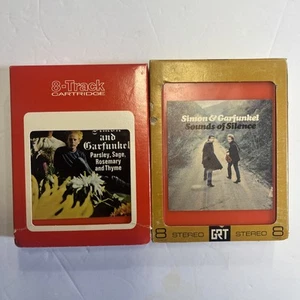 8-Track
CARTRIDGE
Simon
and
Garfunkel
Parsley, Sage,
Rosemary
and Thyme
Simon & Garfunkel
Sounds of Silence
8 STEREO GRT STEREO 8